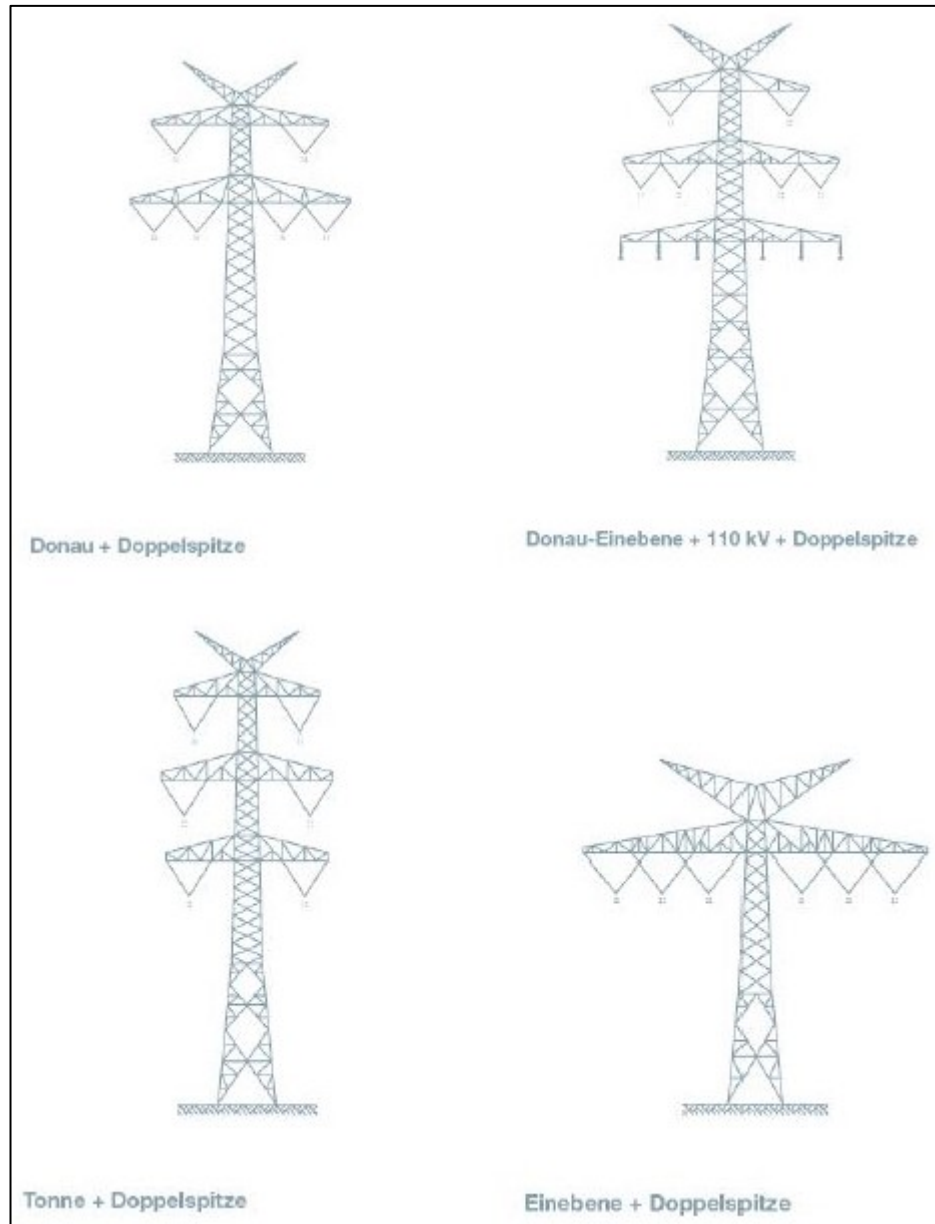 Donau + Doppelspitze
Donau-Einebene + 110 kV + Doppelspitze
Tonne + Doppelspitze
Einebene + Doppelspitze